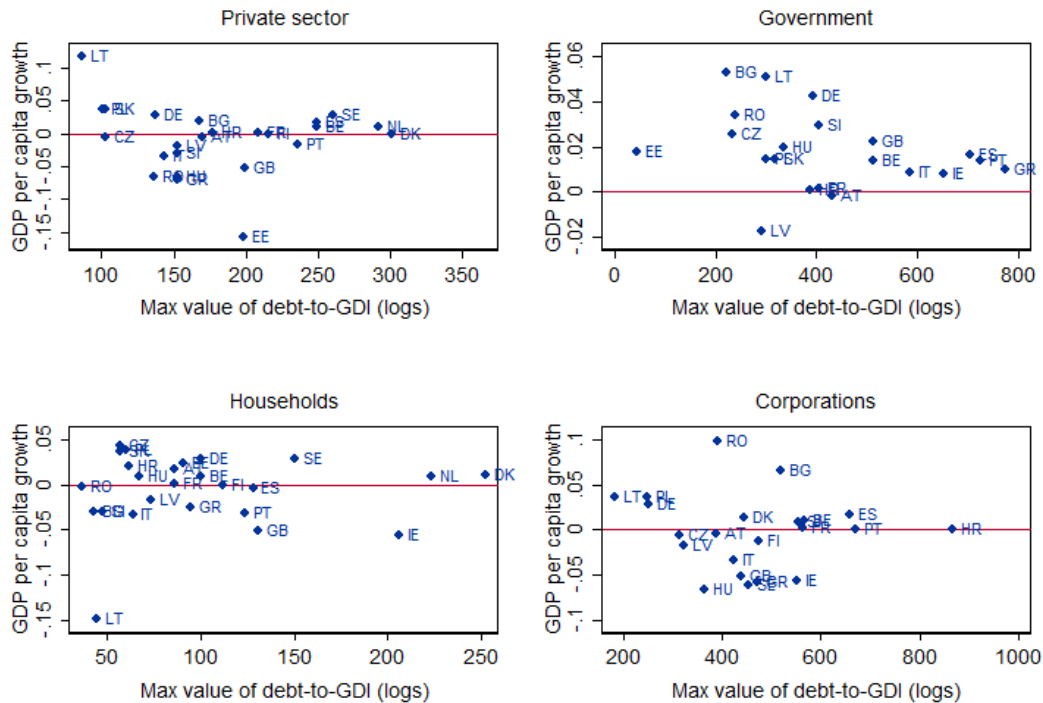 Private sector
GDP per capita growth
.1
.05
0
-.05
-.1
-.15
LT
SK
DE
BG
CZ
HR
AT
FR
FI
SE
ES
BE
NL
DK
PT
LV
SI
IT
GB
RO
HU
GR
EE
100 150 200 250 300 350
Max value of debt-to-GDI (logs)
Government
GDP per capita growth
.06
.04
.02
0
-.02
BG
LT
DE
RO
SI
CZ
HU
GB
EE
PL
SK
BE
ES
PT
GR
IT
IE
HR
FR
AT
LV
0 200 400 600 800
Max value of debt-to-GDI (logs)
Households
GDP per capita growth
.05
0
-.05
-.1
-.15
CZ
PL
SK
HR
DE
SE
AT
EE
HU
BE
NL
DK
RO
FR
FI
ES
LV
GR
BG
SI
IT
PT
GB
IE
LT
50 100 150 200 250
Max value of debt-to-GDI (logs)
Corporations
GDP per capita growth
.1
.05
0
-.05
-.1
RO
BG
LT
PL
DE
DK
ES
BE
FR
PT
HR
CZ
AT
LV
FI
IT
GB
GR
IE
HU
200 400 600 800 1000
Max value of debt-to-GDI (logs)